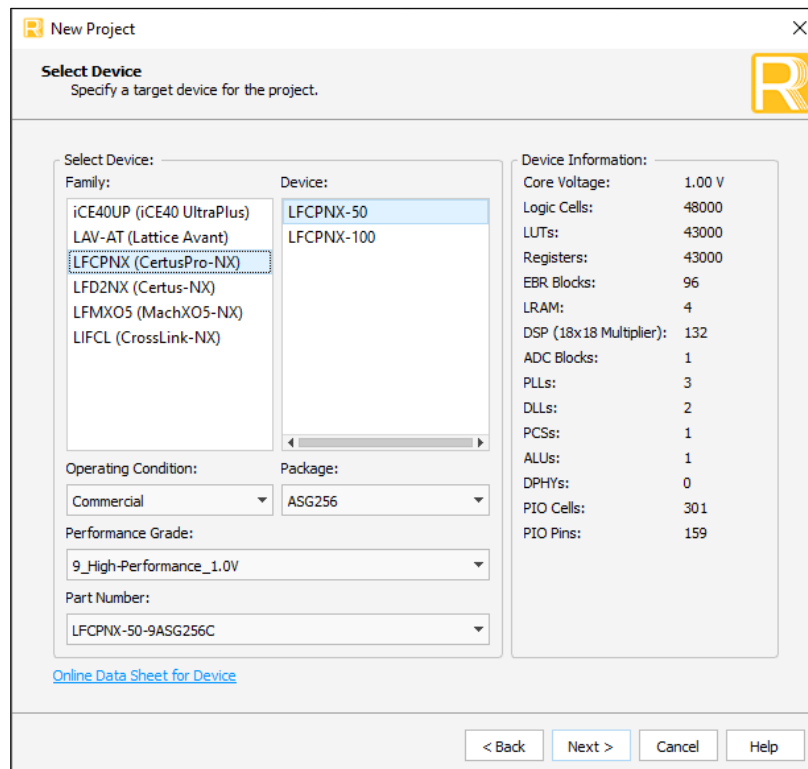 New Project
Select Device
Specify a target device for the project.
Select Device:
Family:
iCE40UP (iCE40 UltraPlus)
LAV-AT (Lattice Avant)
LFCPNX (CertusPro-NX)
LFD2NX (Certus-NX)
LFMXO5 (MachXO5-NX)
LIFCL (CrossLink-NX)
Device:
LFCPNX-50
LFCPNX-100
Operating Condition:
Commercial
Package:
ASG256
Performance Grade:
9_High-Performance_1.0V
Part Number:
LFCPNX-50-9ASG256C
Device Information:
Core Voltage: 1.00 V
Logic Cells: 48000
LUTs: 43000
Registers: 43000
EBR Blocks: 96
LRAM: 4
DSP (18x18 Multiplier): 132
ADC Blocks: 1
PLLs: 3
DLLs: 2
PCSs: 1
ALUs: 1
DPHYs: 0
PIO Cells: 301
PIO Pins: 159
Online Data Sheet for Device
< Back Next > Cancel Help